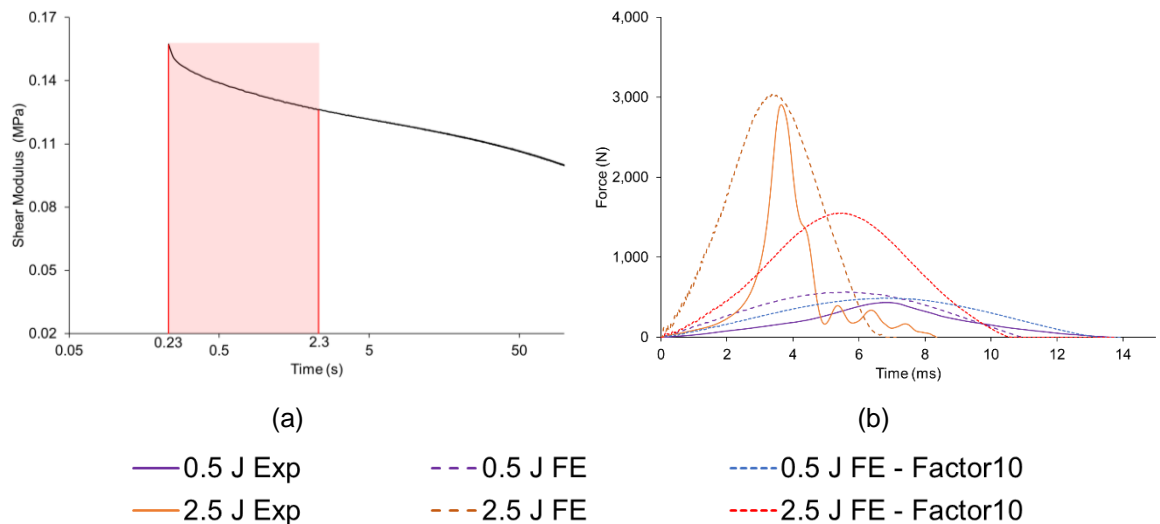 0.17
0.14
0.11
0.08
0.05
0.02
Shear Modulus (MPa)
0.05
0.23
0.5
2.3
5
50
Time (s)
(a)
4,000
3,000
2,000
1,000
0
Force (N)
0
2
4
6
8
10
12
14
Time (ms)
(b)
0.5 J Exp
0.5 J FE
0.5 J FE - Factor10
2.5 J Exp
2.5 J FE
2.5 J FE - Factor10